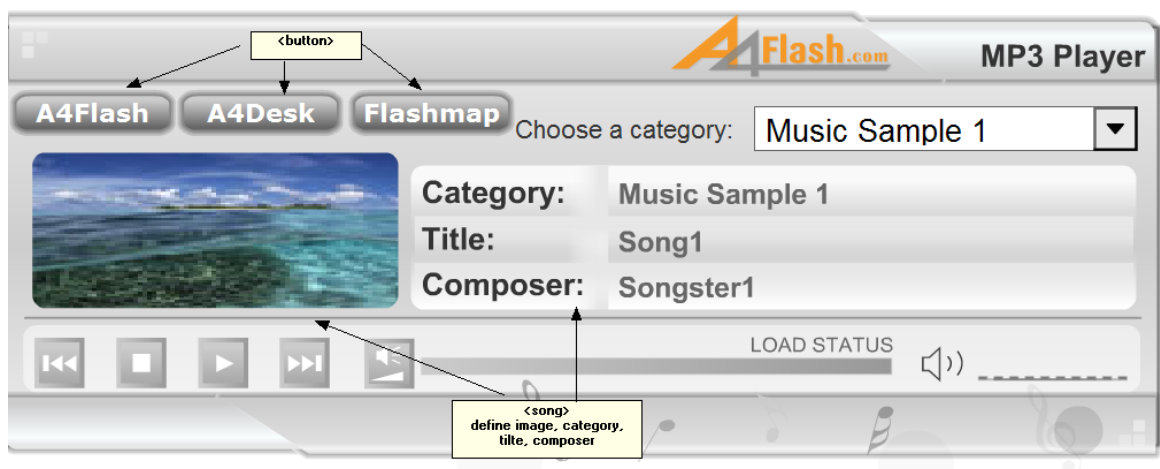 <button>
A4Flash.com
MP3 Player
A4Flash A4Desk Flashmap
Choose a category: Music Sample 1
Category: Music Sample 1
Title: Song1
Composer: Songster1
LOAD STATUS
<song>
define image, category,
tilte, composer